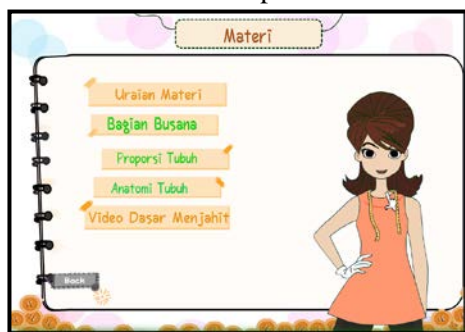 Materi
Uraian Materi
Bagian Busana
Proporsi Tubuh
Anatomi Tubuh
Video Dasar Menjahit
Back